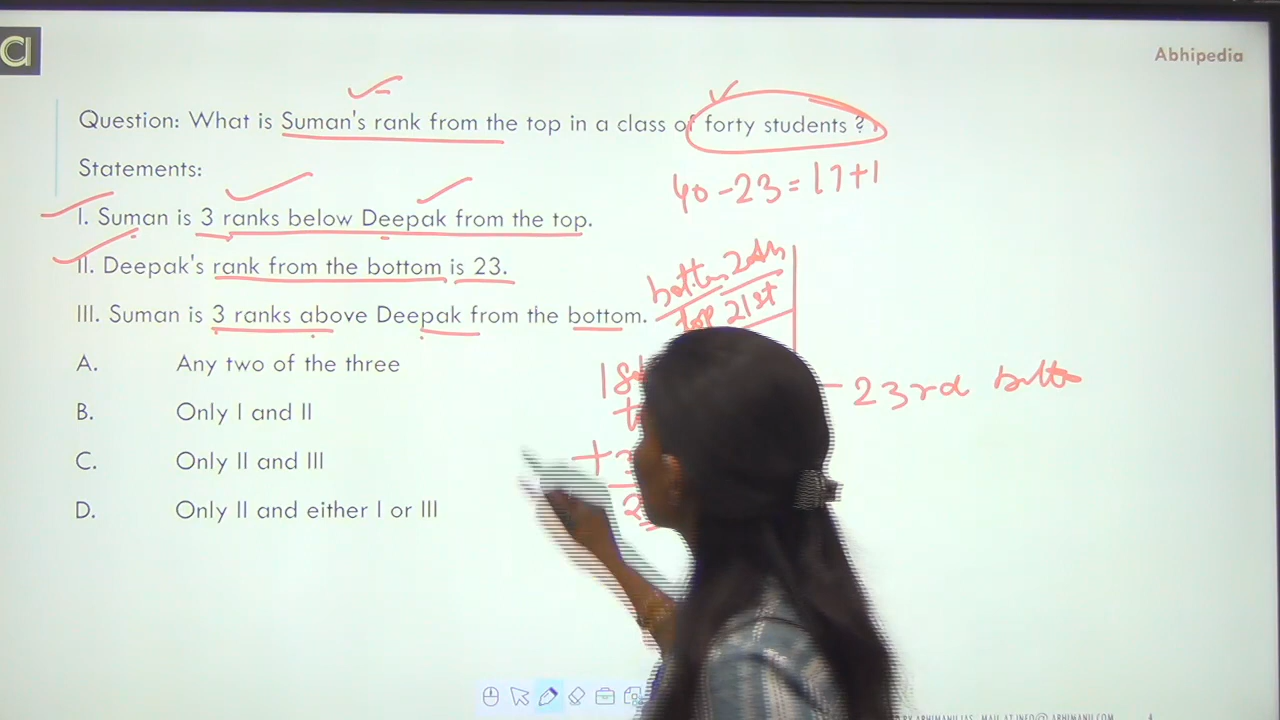 Abhipedia
Question: What is Suman's rank from the top in a class of forty students ?
Statements:
40 - 23 = 17+1
I. Suman is 3 ranks below Deepak from the top.
II. Deepak's rank from the bottom is 23.
III. Suman is 3 ranks above Deepak from the bottom.
top 21st
A. Any two of the three
23rd
B. Only I and II
C. Only II and III
D. Only II and either I or III